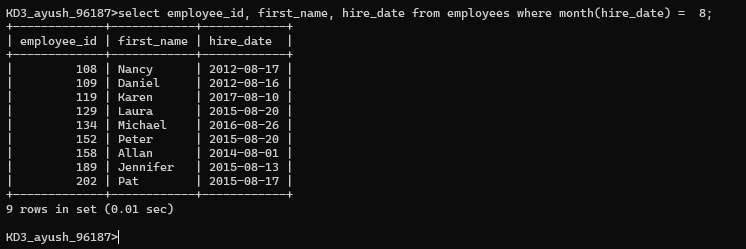 KD3_ayush_96187>select employee_id, first_name, hire_date from employees where month(hire_date) =  8;
+-------------+------------+------------+
| employee_id | first_name | hire_date  |
+-------------+------------+------------+
|         108 | Nancy      | 2012-08-17 |
|         109 | Daniel     | 2012-08-16 |
|         119 | Karen      | 2017-08-10 |
|         129 | Laura      | 2015-08-20 |
|         134 | Michael    | 2016-08-26 |
|         152 | Peter      | 2015-08-20 |
|         158 | Allan      | 2014-08-01 |
|         189 | Jennifer   | 2015-08-13 |
|         202 | Pat        | 2015-08-17 |
+-------------+------------+------------+
9 rows in set (0.01 sec)
KD3_ayush_96187>